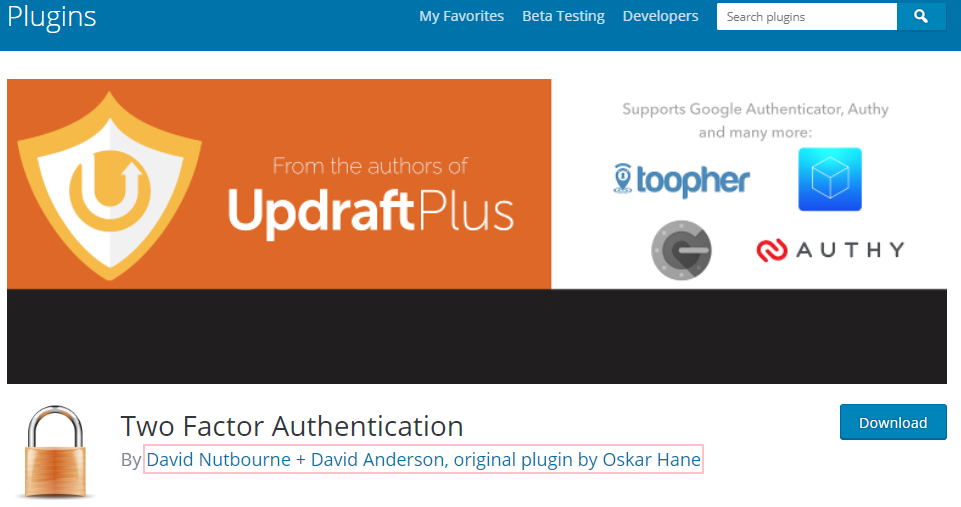 Plugins
My Favorites Beta Testing Developers
Search plugins
From the authors of
UpdraftPlus
Supports Google Authenticator, Authy
and many more:
toopher
AUTHY
Two Factor Authentication
Download
By David Nutbourne + David Anderson, original plugin by Oskar Hane